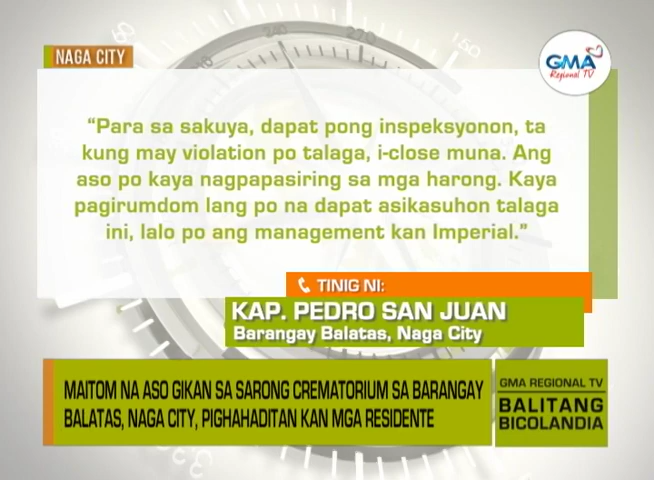 NAGA CITY
GMA
Regional TV
“Para sa sakuya, dapat pong inspeksyonon, ta
kung may violation po talaga, i-close muna. Ang
aso po kaya nagpapasiring sa mga harong. Kaya
pagirumdom lang po na dapat asikasuhon talaga
ini, lalo po ang management kan Imperial.”
TINIG NI:
KAP. PEDRO SAN JUAN
Barangay Balatas, Naga City
MAITOM NA ASO GIKAN SA SARONG CREMATORIUM SA BARANGAY
BALATAS, NAGA CITY, PIGHAHADITAN KAN MGA RESIDENTE
GMA REGIONAL TV
BALITANG
BICOLANDIA